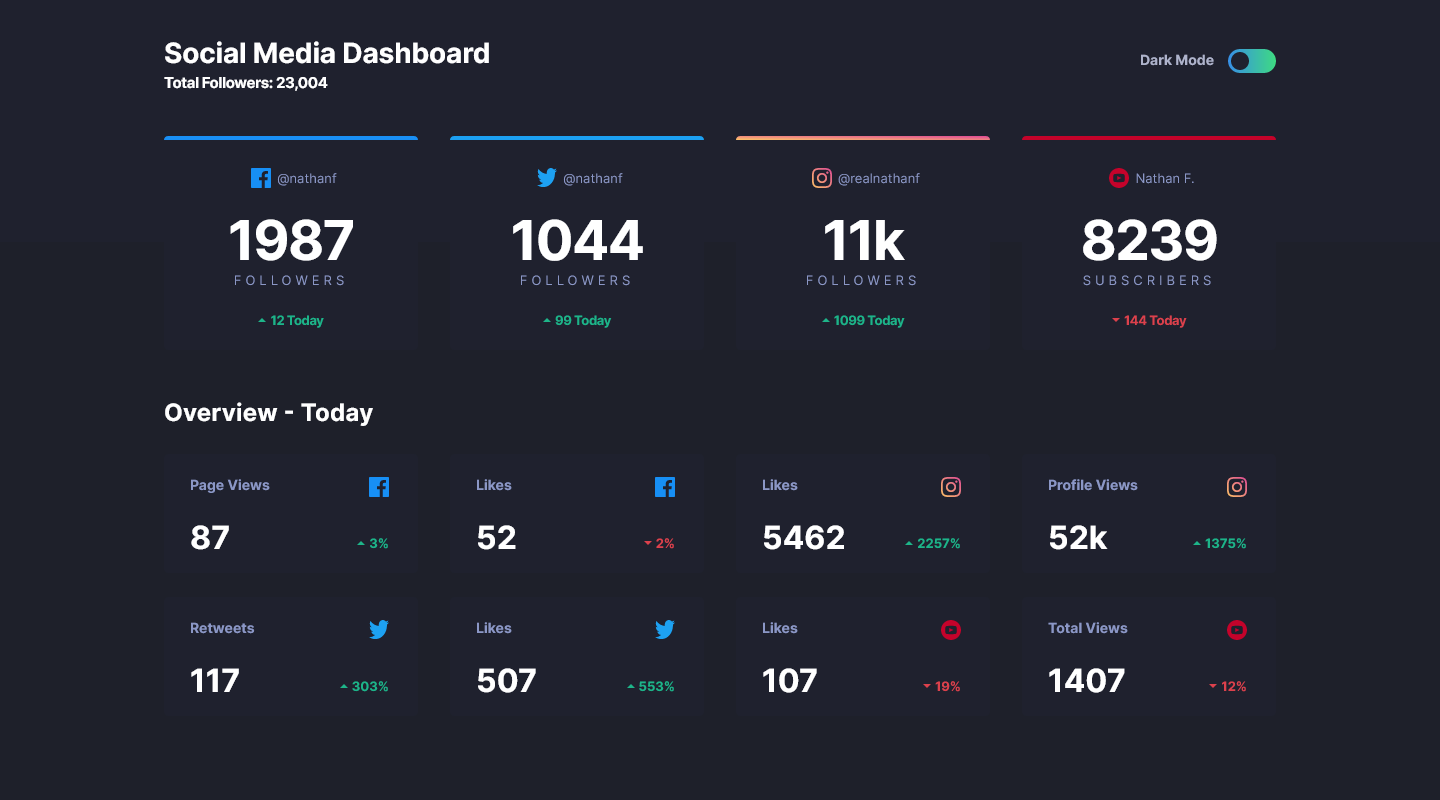 Social Media Dashboard
Total Followers: 23,004
Dark Mode
@nathanf
1987
FOLLOWERS
12 Today
@nathanf
1044
FOLLOWERS
99 Today
@realnathanf
11k
FOLLOWERS
1099 Today
Nathan F.
8239
SUBSCRIBERS
144 Today
Overview - Today
Page Views
87
3%
Likes
52
2%
Likes
5462
2257%
Profile Views
52k
1375%
Retweets
117
303%
Likes
507
553%
Likes
107
19%
Total Views
1407
12%